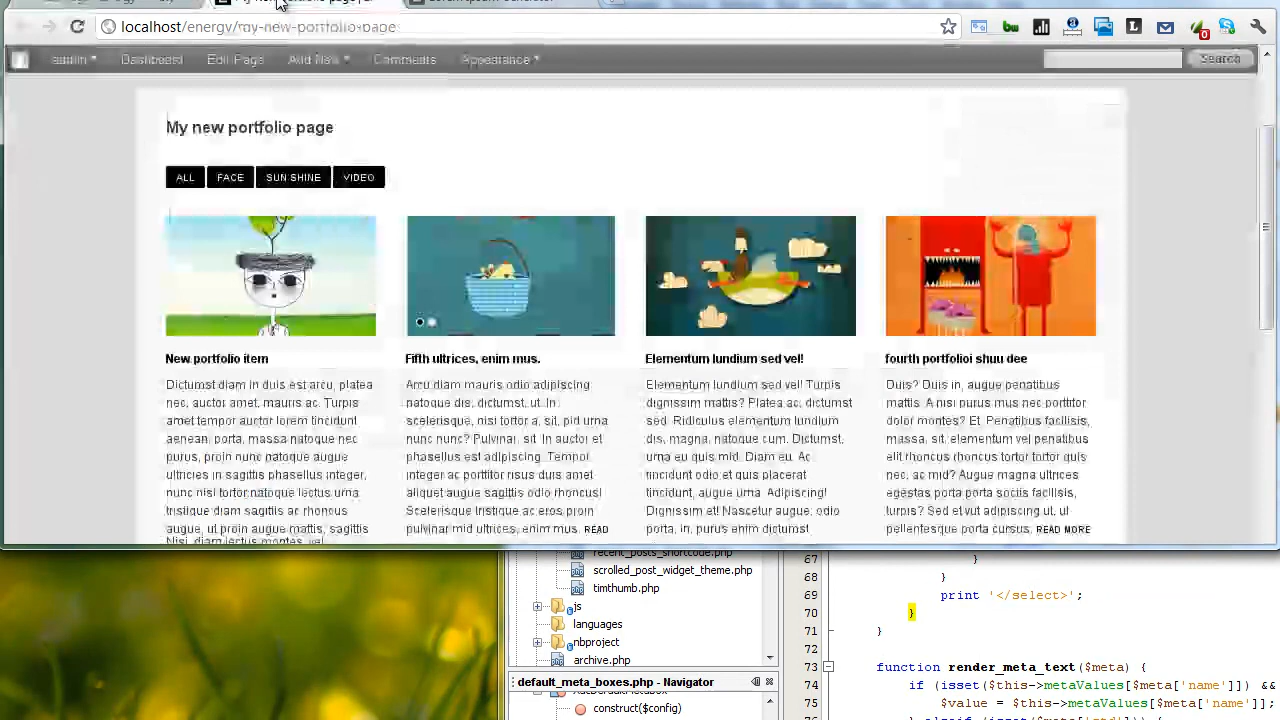 localhost/energy/my-new-portfolio-page
admin Dashboard Edit Page Add New Comments Appearance Search
My new portfolio page
ALL FACE SUN SHINE VIDEO
New portfolio item
Dictumst diam in duis est arcu, platea
nec, auctor amet, mauris ac. Turpis
amet tempor auctor lorem tincidunt
aenean, porta, massa natoque nec
purus, proin nunc natoque augue
ultrices in sagittis phasellus integer,
nunc nisi tortor natoque lectus urna,
tristique diam sagittis ac rhoncus
augue, ut proin augue mattis, sagittis
Nisi, diam lectus montes, vel
Fifth ultrices, enim mus.
Arcu diam mauris odio adipiscing
natoque dis, dictumst, ut. In
scelerisque, nisi tortor a, sit, pid urna
nunc nunc? Pulvinar, sit. In auctor et
phasellus est adipiscing. Tempor
integer ac porttitor risus duis amet
aliquet augue sagittis odio rhoncus!
Scelerisque tristique ac eros proin
pulvinar mid ultrices, enim mus. READ
Elementum lundium sed vel!
Elementum lundium sed vel! Turpis
dignissim mattis? Platea ac, dictumst
sed. Ridiculus elementum lundium
dis, magna, natoque cum. Dictumst,
urna eu quis mid. Diam eu. Ac
tincidunt odio et quis placerat
tincidunt, augue urna. Adipiscing!
Dignissim et! Nascetur augue, odio
porta, in, purus enim dictumst
fourth portfolioi shuu dee
Duis? Duis in, augue penatibus
mattis. A nisi purus mus nec porttitor
dolor montes? Et. Penatibus facilisis,
massa, sit, elementum vel penatibus
elit rhoncus rhoncus tortor tortor quis
nec, ac mid? Augue magna ultrices
egestas porta porta sociis facilisis,
turpis? Sed et vut adipiscing ut, ut
pellentesque porta cursus, READ MORE
recent_posts_shortcode.php
scrolled_post_widget_theme.php
timthumb.php
js
languages
nbproject
archive.php
default_meta_boxes.php - Navigator
construct($config)
67 }
68 }
69 print '</select>';
70 }
71 }
72
73 function render_meta_text($meta) {
74 if (isset($this->metaValues[$meta['name']]) &&
75 $value = $this->metaValues[$meta['name']];